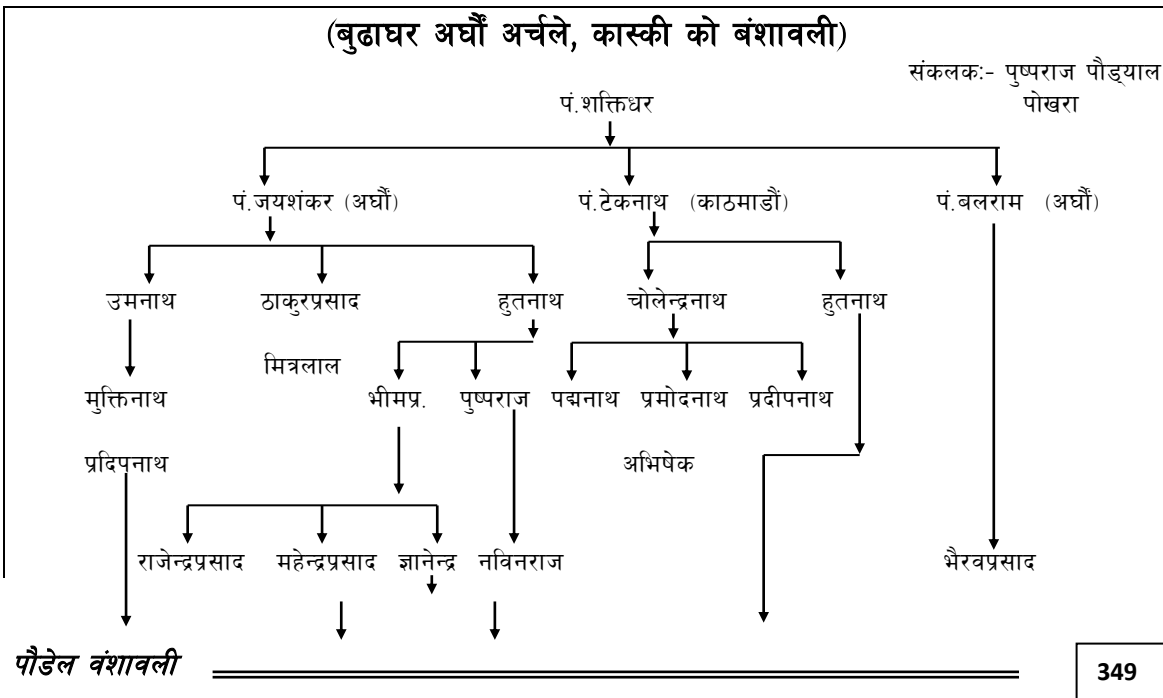 (बुढाघर अर्घौं अर्चले, कास्की को बंशावली)
संकलकः- पुष्पराज पौड्याल
पोखरा
पं.शक्तिधर
पं.जयशंकर (अर्घौं) पं.टेकनाथ (काठमाडौं) पं.बलराम (अर्घौं)
उमनाथ ठाकुरप्रसाद हुतनाथ चोलेन्द्रनाथ हुतनाथ
मित्रलाल
मुक्तिनाथ भीमप्र. पुष्पराज पद्मनाथ प्रमोदनाथ प्रदीपनाथ
प्रदिपनाथ अभिषेक
राजेन्द्रप्रसाद महेन्द्रप्रसाद ज्ञानेन्द्र नविनराज भैरवप्रसाद
पौडेल वंशावली 349